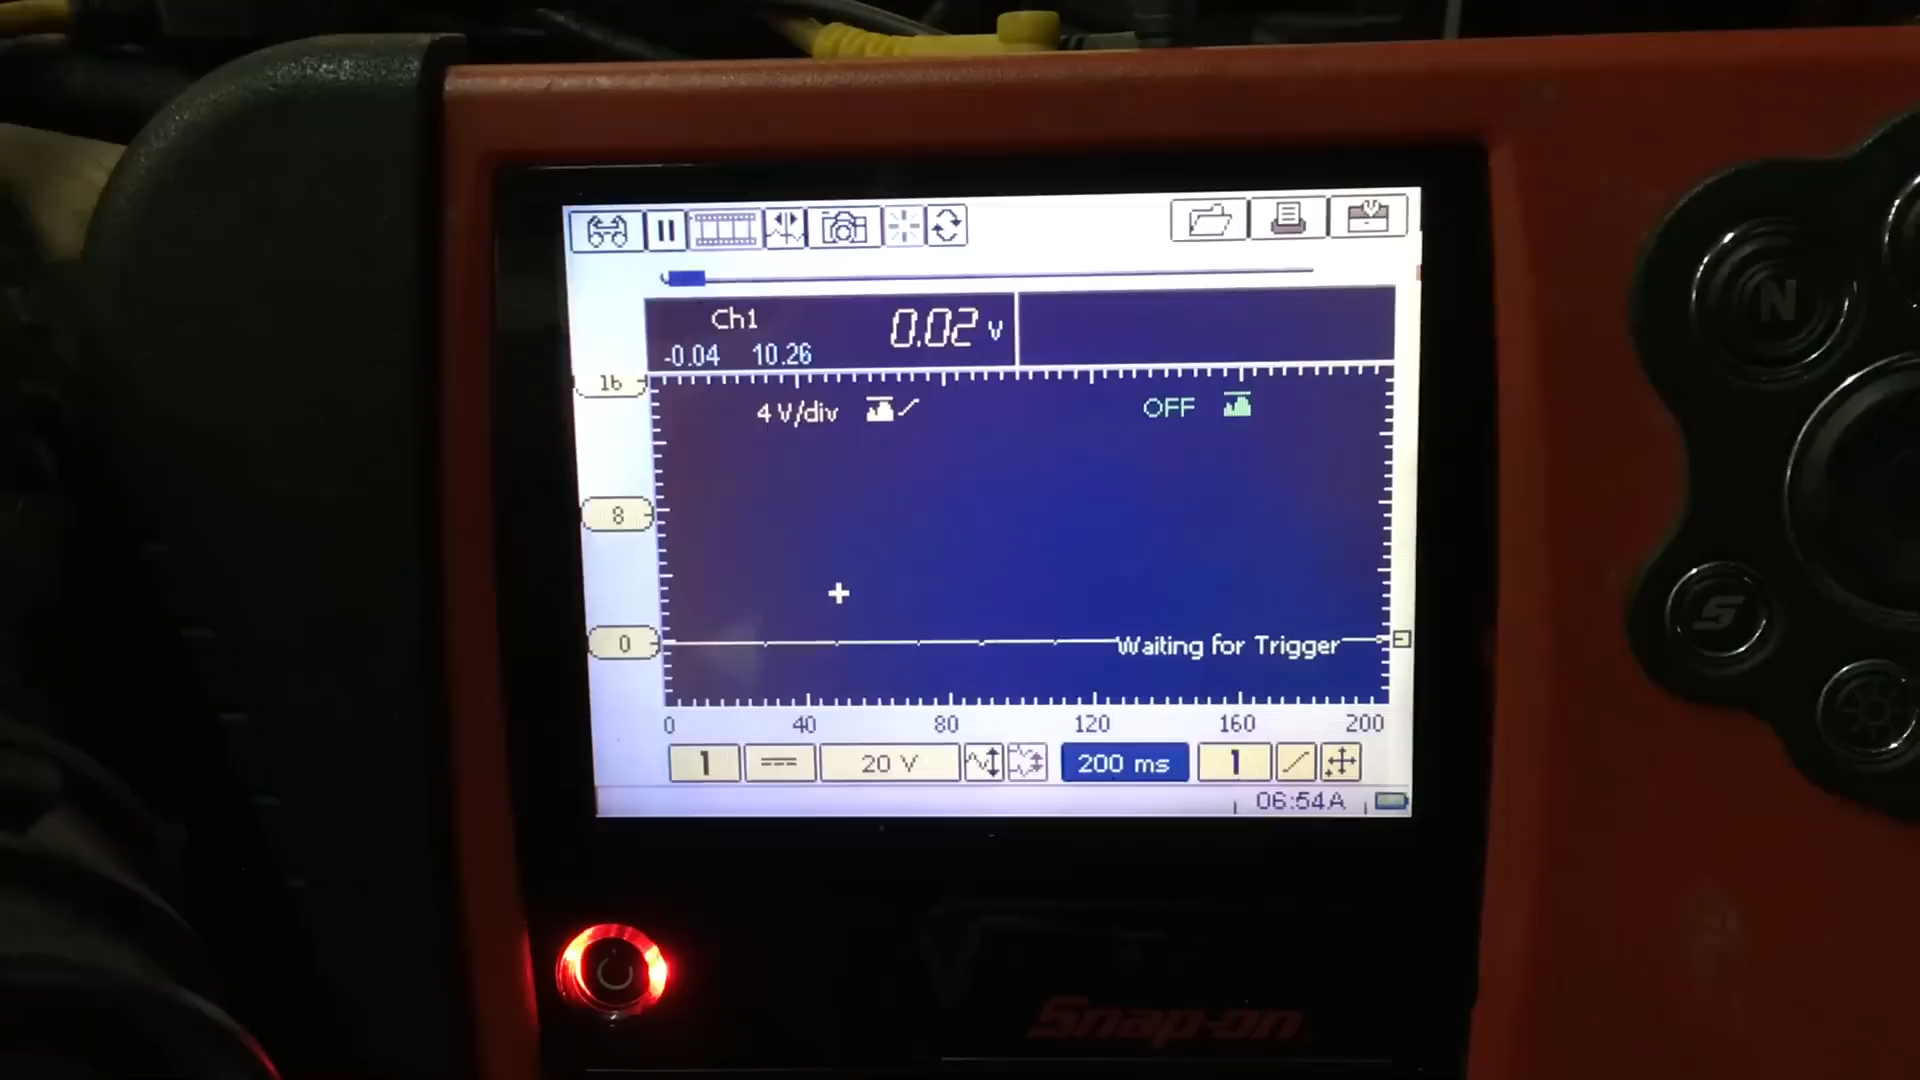 Ch1 0.02 v
-0.04 10.26
16
4 V/div OFF
8
0
Waiting for Trigger
0 40 80 120 160 200
1 20 V 200 ms 1
06:54A
N
S
Snap-on